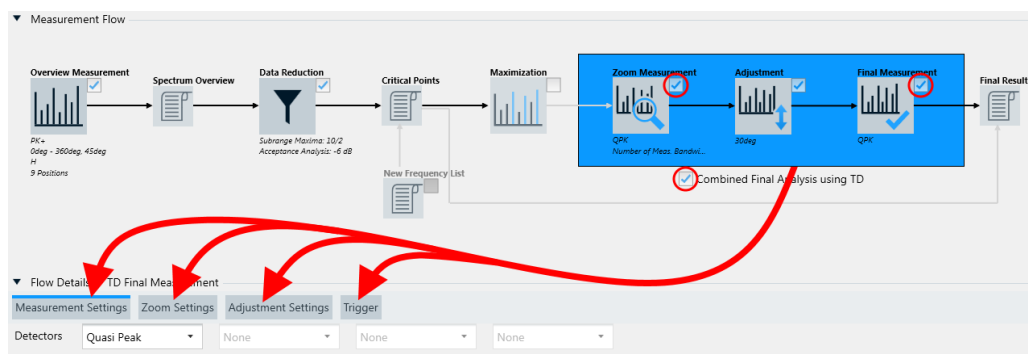 Measurement Flow
Overview Measurement
Spectrum Overview
Data Reduction
Critical Points
Maximization
Zoom Measurement
Adjustment
Final Measurement
Final Result
PK+
0deg - 360deg, 45deg
H
9 Positions
Subrange Maxima: 10/2
Acceptance Analysis: -6 dB
QPK
Number of Meas. Bandwi...
30deg
QPK
New Frequency List
Combined Final Analysis using TD
Flow Details TD Final Measurement
Measurement Settings Zoom Settings Adjustment Settings Trigger
Detectors Quasi Peak None None None